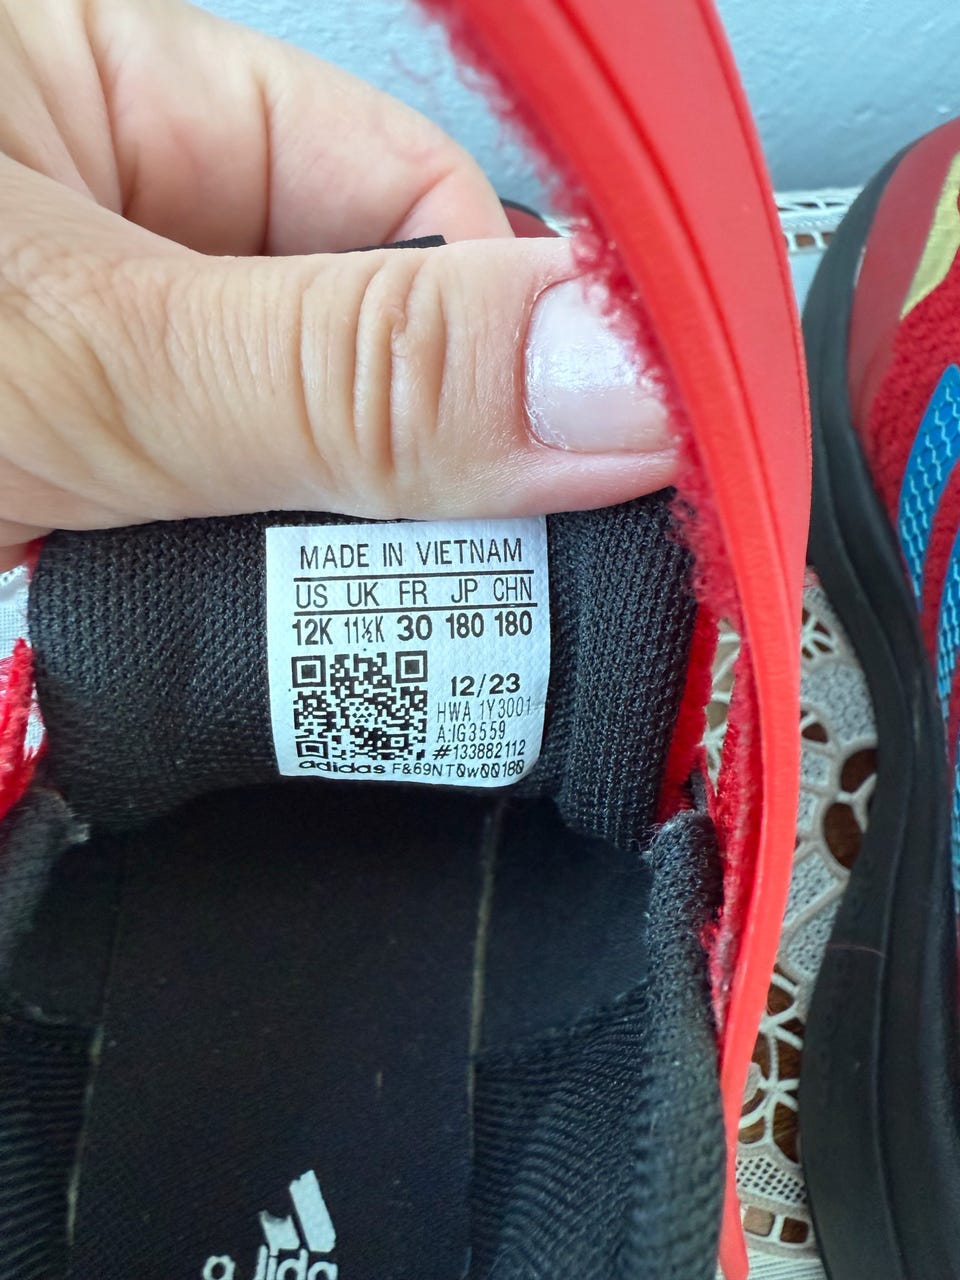 MADE IN VIETNAM
US UK FR JP CHN
12K 11½K 30 180 180
12/23
HWA 1Y3001
A:IG3559
#133882112
adidas F&69NT0w00180
adidas